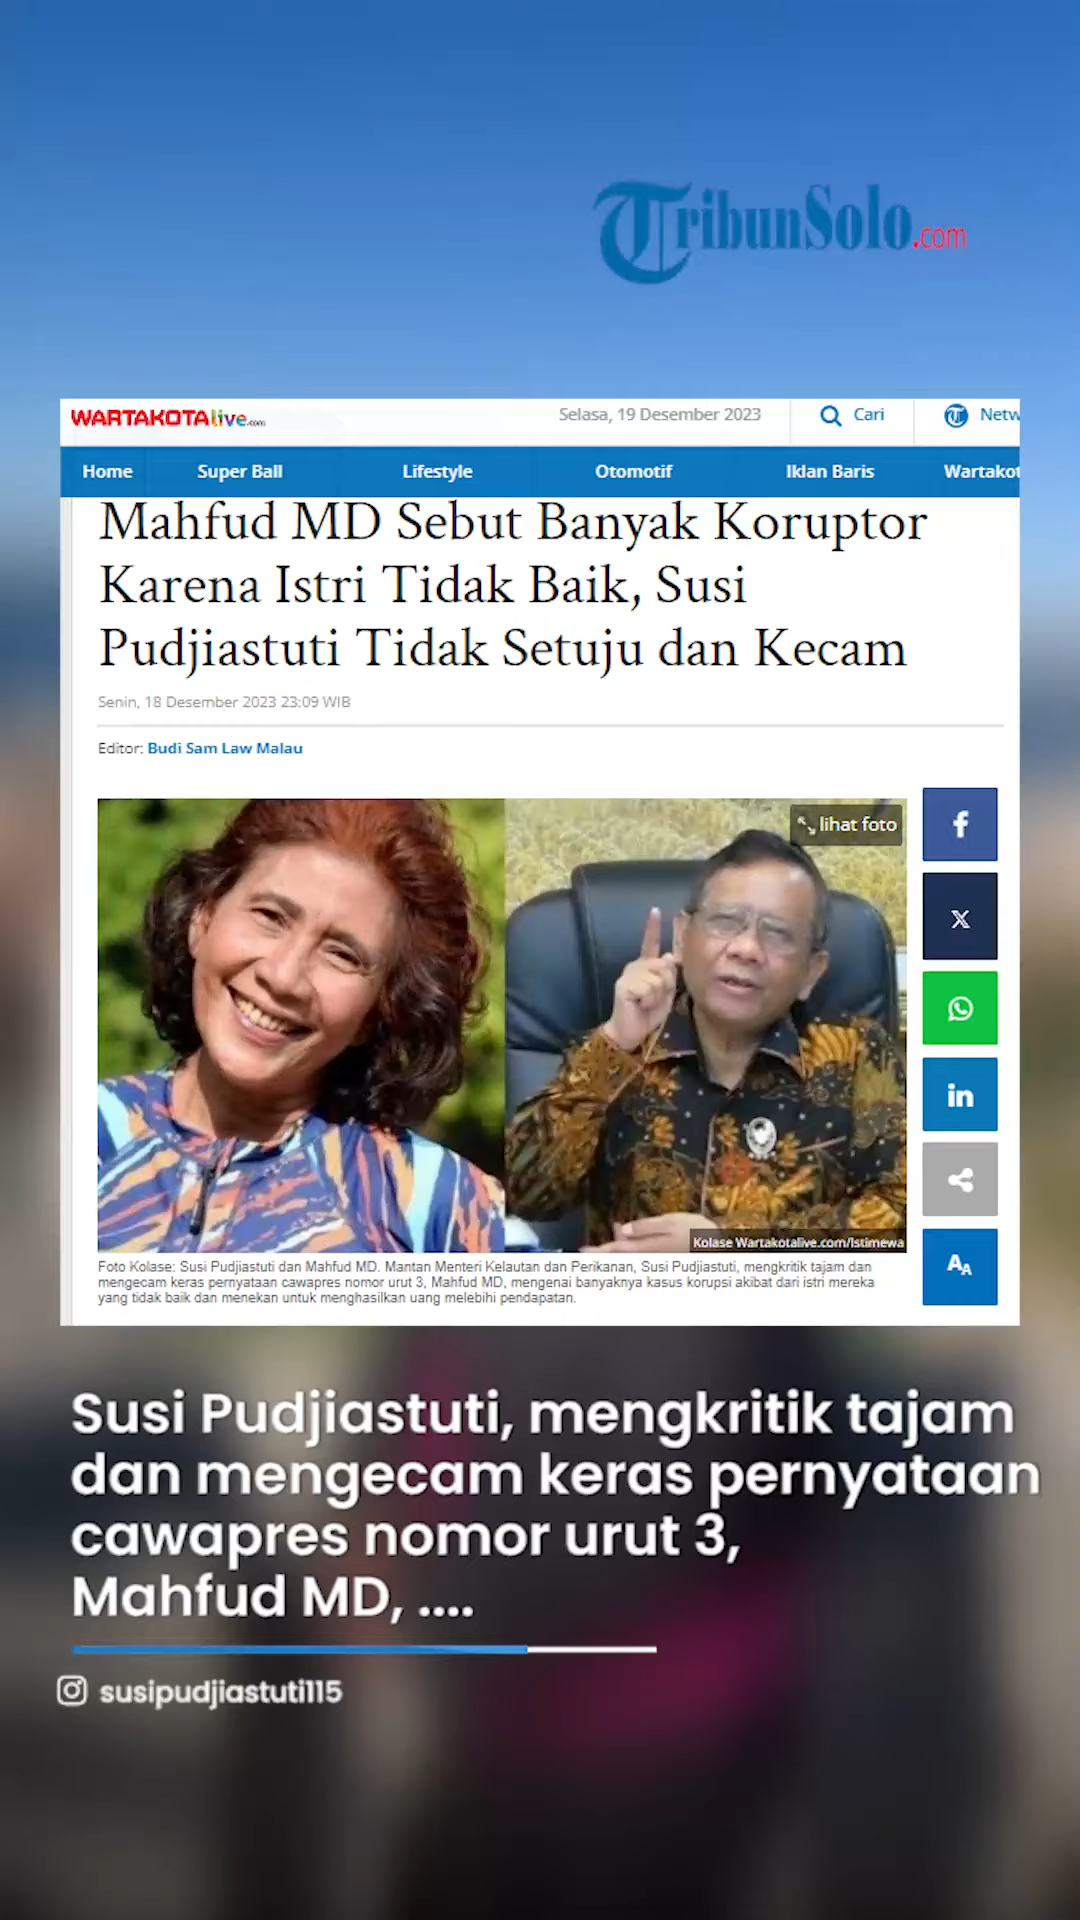 TribunSolo.com
WARTAKOTAlive.com
Selasa, 19 Desember 2023
Cari
Netw
Home
Super Ball
Lifestyle
Otomotif
Iklan Baris
Wartakot
Mahfud MD Sebut Banyak Koruptor
Karena Istri Tidak Baik, Susi
Pudjiastuti Tidak Setuju dan Kecam
Senin, 18 Desember 2023 23:09 WIB
Editor: Budi Sam Law Malau
lihat foto
Kolase Wartakotalive.com/Istimewa
Foto Kolase: Susi Pudjiastuti dan Mahfud MD. Mantan Menteri Kelautan dan Perikanan, Susi Pudjiastuti, mengkritik tajam dan
mengecam keras pernyataan cawapres nomor urut 3, Mahfud MD, mengenai banyaknya kasus korupsi akibat dari istri mereka
yang tidak baik dan menekan untuk menghasilkan uang melebihi pendapatan.
Susi Pudjiastuti, mengkritik tajam
dan mengecam keras pernyataan
cawapres nomor urut 3,
Mahfud MD, ....
susipudjiastuti115